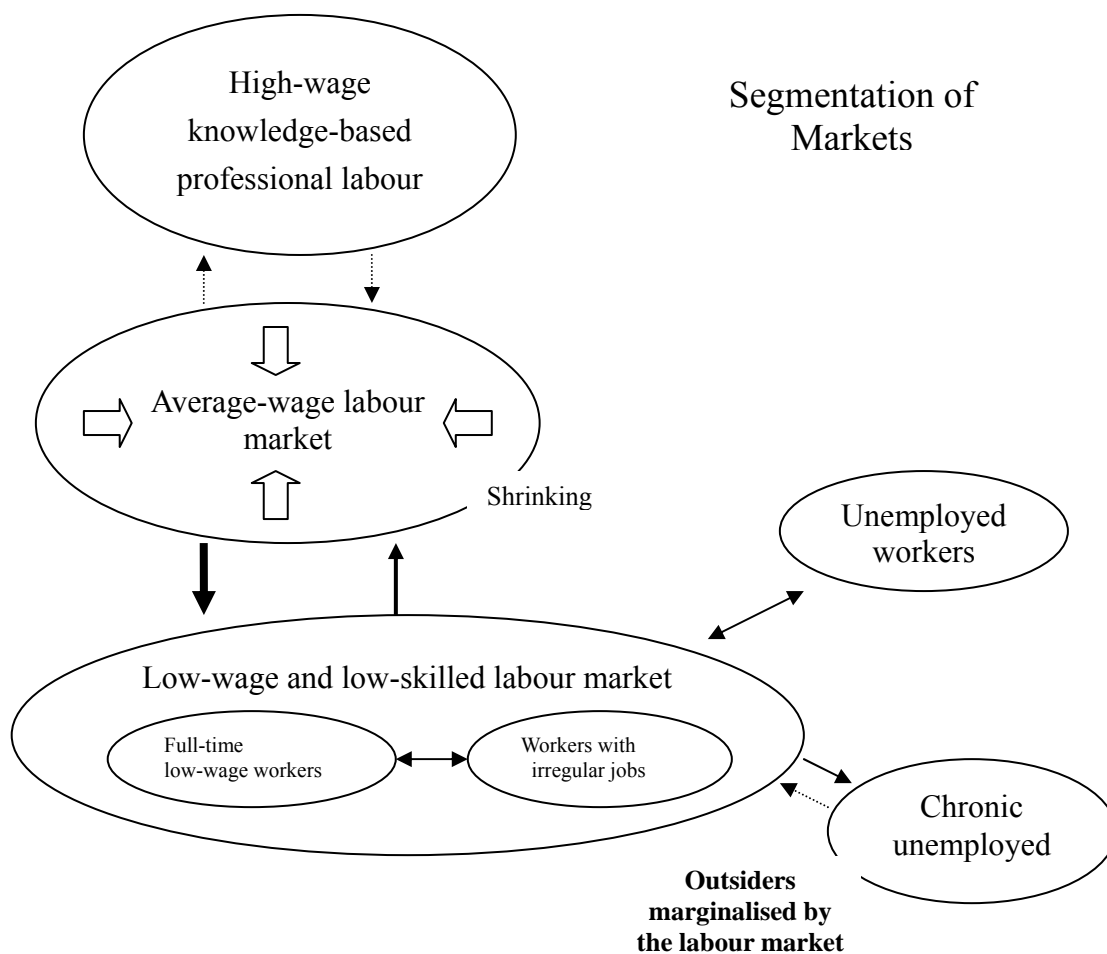 High-wage
knowledge-based
professional labour
Segmentation of
Markets
Average-wage labour
market
Shrinking
Unemployed
workers
Low-wage and low-skilled labour market
Full-time
low-wage workers
Workers with
irregular jobs
Chronic
unemployed
Outsiders
marginalised by
the labour market